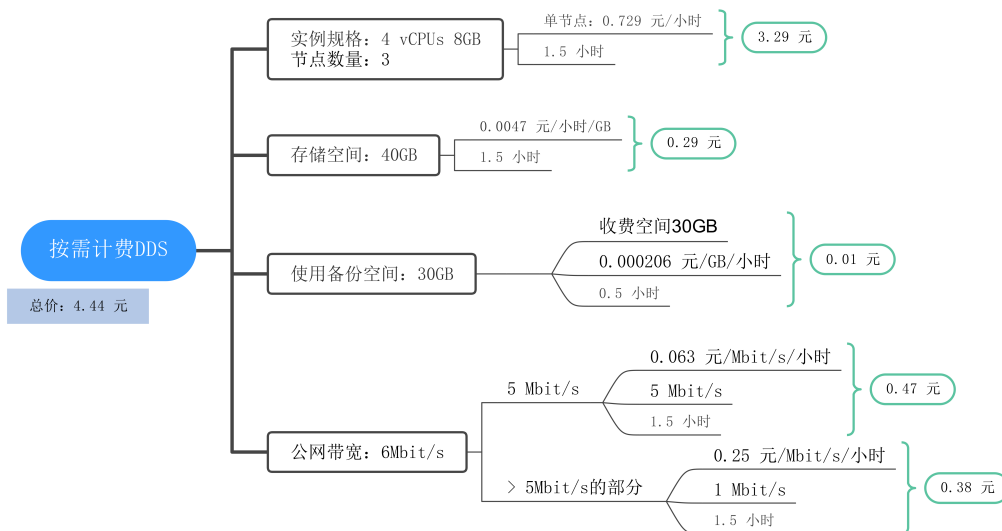 按需计费DDS
总价：4.44 元
实例规格：4 vCPUs 8GB
节点数量：3
单节点：0.729 元/小时
1.5 小时
3.29 元
存储空间：40GB
0.0047 元/小时/GB
1.5 小时
0.29 元
使用备份空间：30GB
收费空间30GB
0.000206 元/GB/小时
0.5 小时
0.01 元
公网带宽：6Mbit/s
5 Mbit/s
0.063 元/Mbit/s/小时
5 Mbit/s
1.5 小时
0.47 元
> 5Mbit/s的部分
0.25 元/Mbit/s/小时
1 Mbit/s
1.5 小时
0.38 元